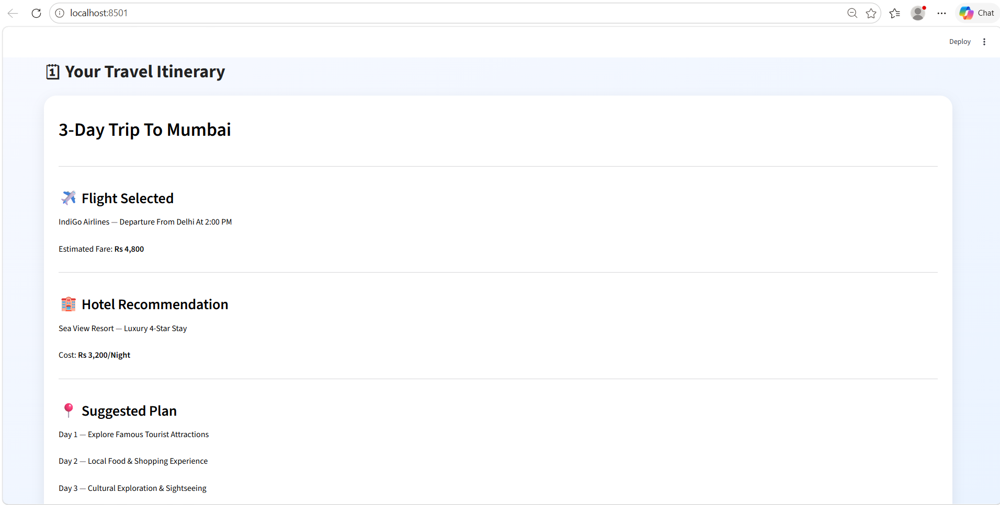 localhost:8501
Chat
Deploy
Your Travel Itinerary
3-Day Trip To Mumbai
Flight Selected
IndiGo Airlines — Departure From Delhi At 2:00 PM
Estimated Fare: Rs 4,800
Hotel Recommendation
Sea View Resort — Luxury 4-Star Stay
Cost: Rs 3,200/Night
Suggested Plan
Day 1 — Explore Famous Tourist Attractions
Day 2 — Local Food & Shopping Experience
Day 3 — Cultural Exploration & Sightseeing